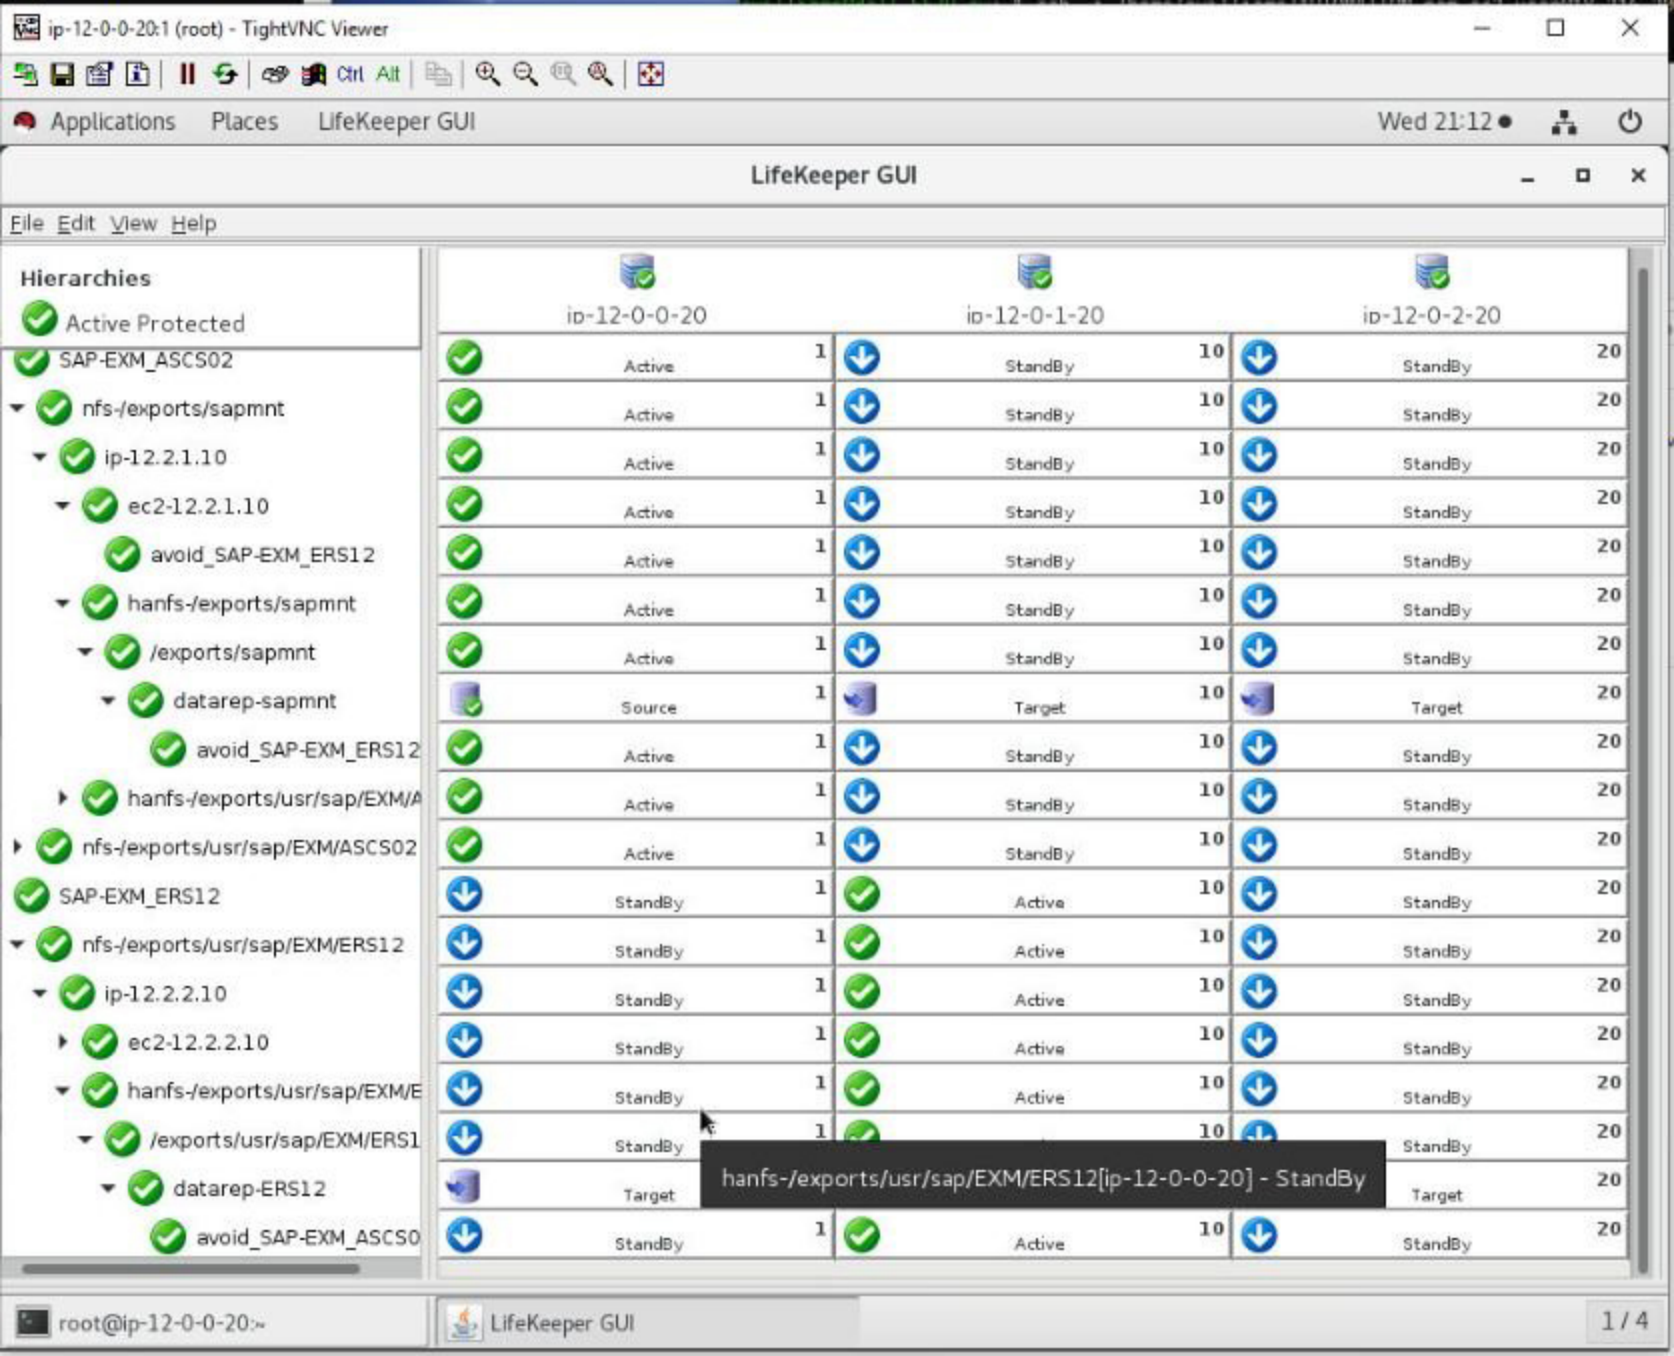 ip-12-0-0-20:1 (root) - TightVNC Viewer
Ctrl Alt
Applications Places LifeKeeper GUI Wed 21:12
LifeKeeper GUI
File Edit View Help
Hierarchies
Active Protected
ip-12-0-0-20 ip-12-0-1-20 ip-12-0-2-20
SAP-EXM_ASCS02 Active 1 StandBy 10 StandBy 20
nfs-/exports/sapmnt Active 1 StandBy 10 StandBy 20
ip-12.2.1.10 Active 1 StandBy 10 StandBy 20
ec2-12.2.1.10 Active 1 StandBy 10 StandBy 20
avoid_SAP-EXM_ERS12 Active 1 StandBy 10 StandBy 20
hanfs-/exports/sapmnt Active 1 StandBy 10 StandBy 20
/exports/sapmnt Active 1 StandBy 10 StandBy 20
datarep-sapmnt Source 1 Target 10 Target 20
avoid_SAP-EXM_ERS12 Active 1 StandBy 10 StandBy 20
hanfs-/exports/usr/sap/EXM/A Active 1 StandBy 10 StandBy 20
nfs-/exports/usr/sap/EXM/ASCS02 Active 1 StandBy 10 StandBy 20
SAP-EXM_ERS12 StandBy 1 Active 10 StandBy 20
nfs-/exports/usr/sap/EXM/ERS12 StandBy 1 Active 10 StandBy 20
ip-12.2.2.10 StandBy 1 Active 10 StandBy 20
ec2-12.2.2.10 StandBy 1 Active 10 StandBy 20
hanfs-/exports/usr/sap/EXM/E StandBy 1 Active 10 StandBy 20
/exports/usr/sap/EXM/ERS1 StandBy 1 10 StandBy 20
hanfs-/exports/usr/sap/EXM/ERS12[ip-12-0-0-20] - StandBy
datarep-ERS12 Target Target 20
avoid_SAP-EXM_ASCS0 StandBy 1 Active 10 StandBy 20
root@ip-12-0-0-20:~ LifeKeeper GUI 1 / 4